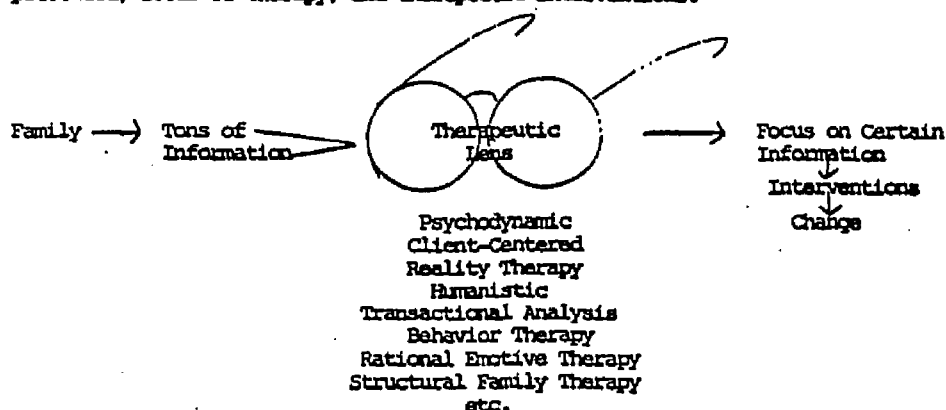 Family
Tons of
Information
Therapeutic
Lens
Focus on Certain
Information
Interventions
Change
Psychodynamic
Client-Centered
Reality Therapy
Humanistic
Transactional Analysis
Behavior Therapy
Rational Emotive Therapy
Structural Family Therapy
etc.